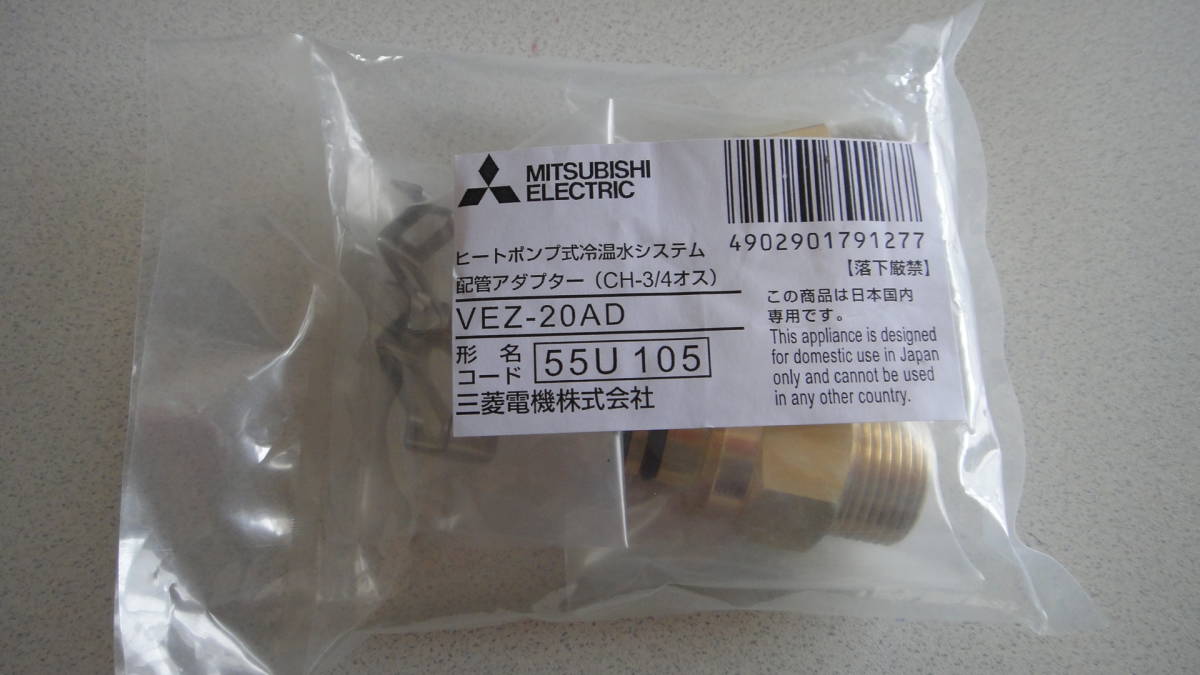 MITSUBISHI
ELECTRIC
4902901791277
ヒートポンプ式冷温水システム
配管アダプター（CH-3/4オス）
VEZ-20AD
形 名
コード
55U 105
三菱電機株式会社
【落下厳禁】
この商品は日本国内
専用です。
This appliance is designed
for domestic use in Japan
only and cannot be used
in any other country.